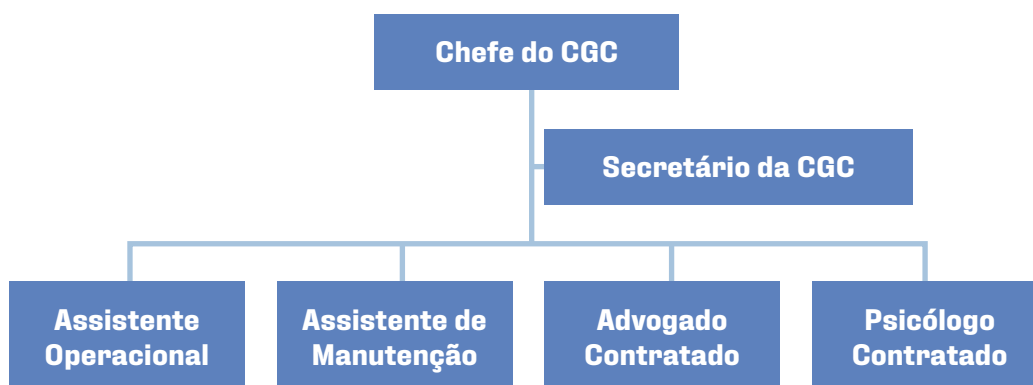 Chefe do CGC
Secretário da CGC
Assistente
Operacional
Assistente de
Manutenção
Advogado
Contratado
Psicólogo
Contratado